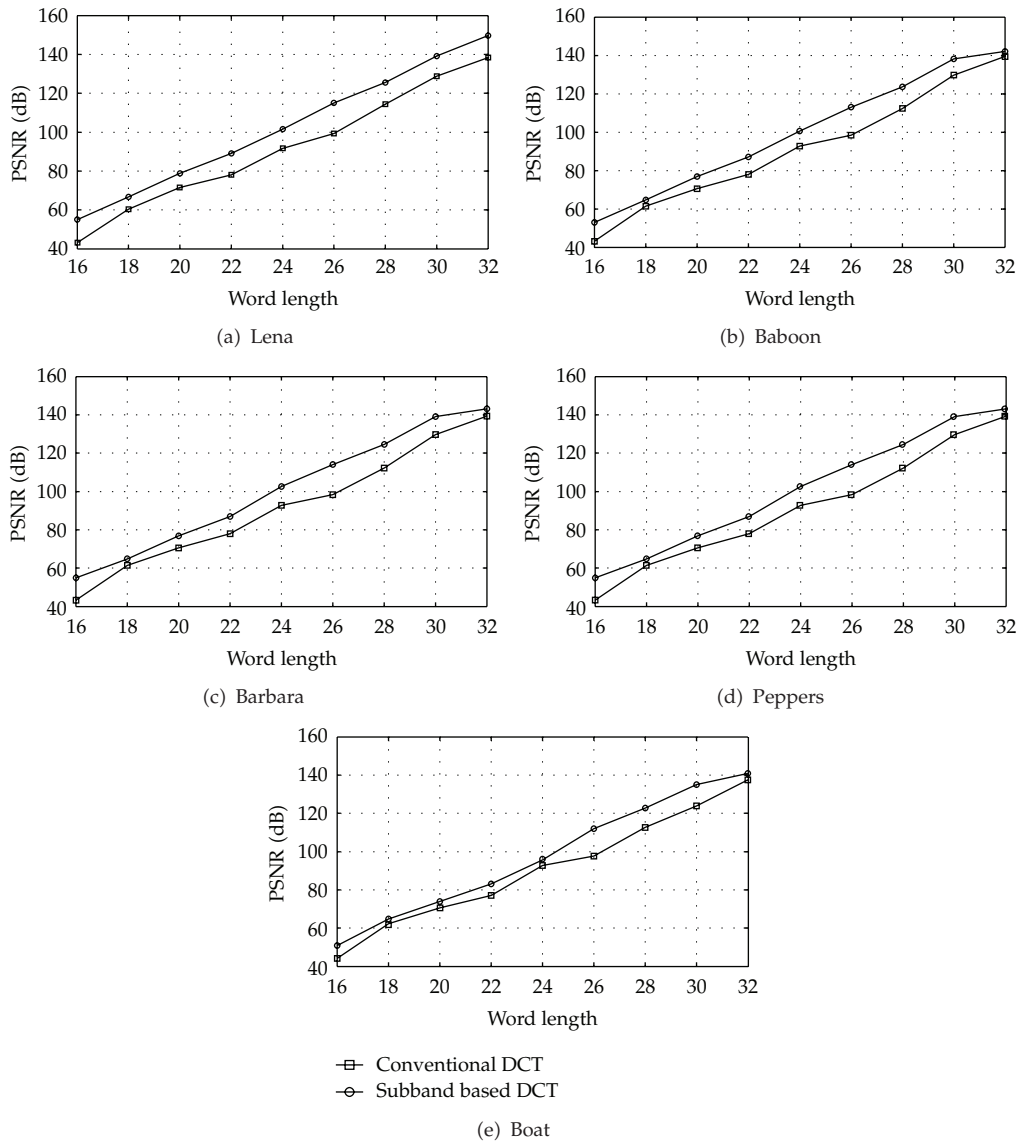 160
140
120
100
80
60
40
PSNR (dB)
16 18 20 22 24 26 28 30 32
Word length
(a) Lena
160
140
120
100
80
60
40
PSNR (dB)
16 18 20 22 24 26 28 30 32
Word length
(b) Baboon
160
140
120
100
80
60
40
PSNR (dB)
16 18 20 22 24 26 28 30 32
Word length
(c) Barbara
160
140
120
100
80
60
40
PSNR (dB)
16 18 20 22 24 26 28 30 32
Word length
(d) Peppers
160
140
120
100
80
60
40
PSNR (dB)
16 18 20 22 24 26 28 30 32
Word length
Conventional DCT
Subband based DCT
(e) Boat